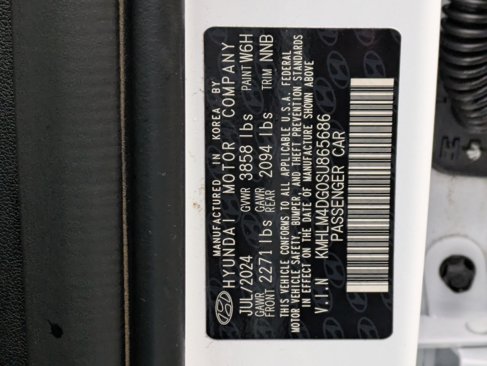 MANUFACTURED IN KOREA BY
HYUNDAI MOTOR COMPANY
JUL/2024 GVWR 3858 lbs PAINT W6H
GAWR FRONT 2271 lbs GAWR REAR 2094 lbs TRIM NNB
THIS VEHICLE CONFORMS TO ALL APPLICABLE U.S.A. FEDERAL
MOTOR VEHICLE SAFETY, BUMPER, AND THEFT PREVENTION STANDARDS
IN EFFECT ON THE DATE OF MANUFACTURE SHOWN ABOVE
V.I.N KMHLM4DG0SU865686
PASSENGER CAR